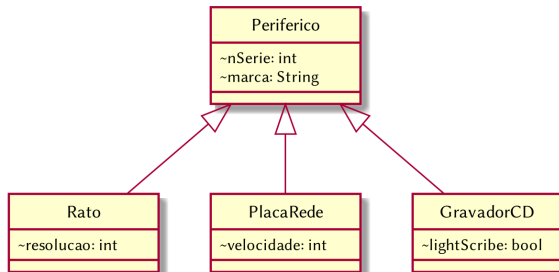 Periferico
~nSerie: int
~marca: String
Rato
~resolucao: int
PlacaRede
~velocidade: int
GravadorCD
~lightScribe: bool